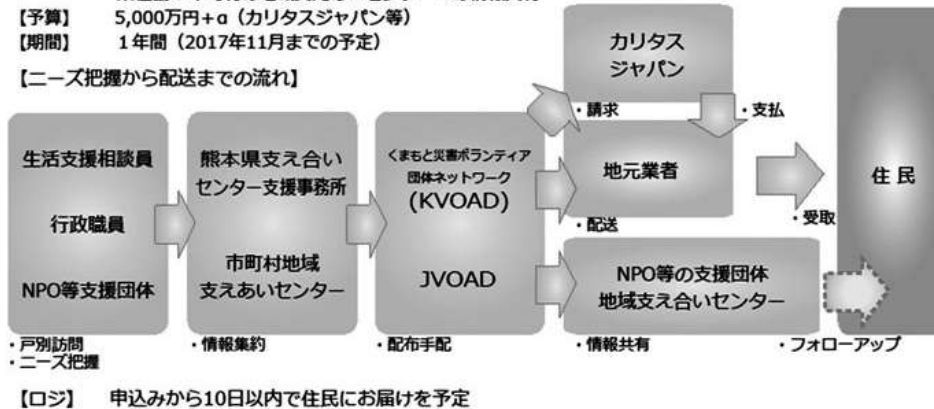 【予算】 5,000万円+α（カリタスジャパン等）
【期間】 1年間（2017年11月までの予定）
【ニーズ把握から配送までの流れ】
カリタス
ジャパン
・請求
・支払
生活支援相談員
行政職員
NPO等支援団体
・戸別訪問
・ニーズ把握
熊本県支え合い
センター支援事務所
市町村地域
支えあいセンター
・情報集約
くまもと災害ボランティア
団体ネットワーク
(KVOAD)
JVOAD
・配布手配
地元業者
・配送
NPO等の支援団体
地域支え合いセンター
・情報共有
住民
・受取
・フォローアップ
【ロジ】 申込みから10日以内で住民にお届けを予定